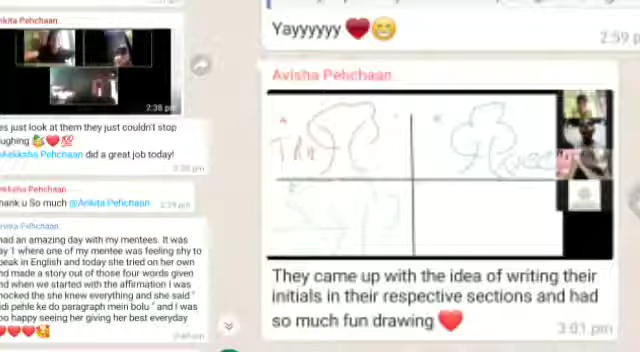 Ankita Pehchaan
2:38 pm
es just look at them they just couldn't stop
ughing 💯
Aekksha Pehchaan did a great job today!
hank u So much @Ankita Pehchaan
had an amazing day with my mentees. It was
ay 1 where one of my mentee was feeling shy to
peak in English and today she tried on her own
nd made a story out of those four words given
nd when we started with the affirmation I was
hocked the she knew everything and she said "
idi pehle ke do paragraph mein bolu " and I was
oo happy seeing her giving her best everyday
Yayyyyyy ❤️😁
2:59 p
Avisha Pehchaan
They came up with the idea of writing their
initials in their respective sections and had
so much fun drawing ❤️
3:01 pm